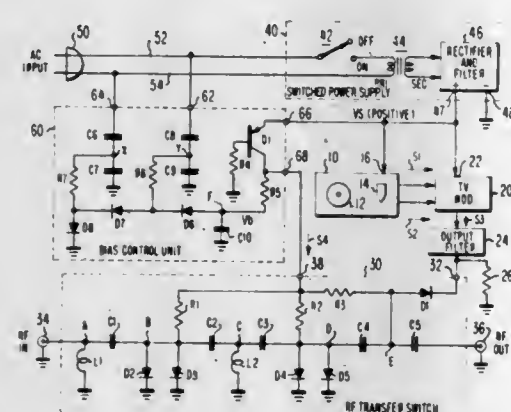 50
52
40
42
OFF
44
46
AC
INPUT
54
ON
PRI
SEC
RECTIFIER
AND
FILTER
SWITCHED POWER SUPPLY
47
48
64
62
60
66
VS (POSITIVE)
C6
C8
X
Y
68
10
16
S1
22
R7
C7
R6
C9
R4
R5
14
12
TV
MOD
20
F
Vb
S2
S3
D8
D7
D6
C10
OUTPUT
FILTER
24
BIAS CONTROL UNIT
S4
38
30
32
26
R1
R2
R3
34
RF
IN
A
C1
B
C2
C
C3
D
C4
E
C5
36
RF
OUT
L1
D2
D3
L2
D4
D5
RF TRANSFER SWITCH